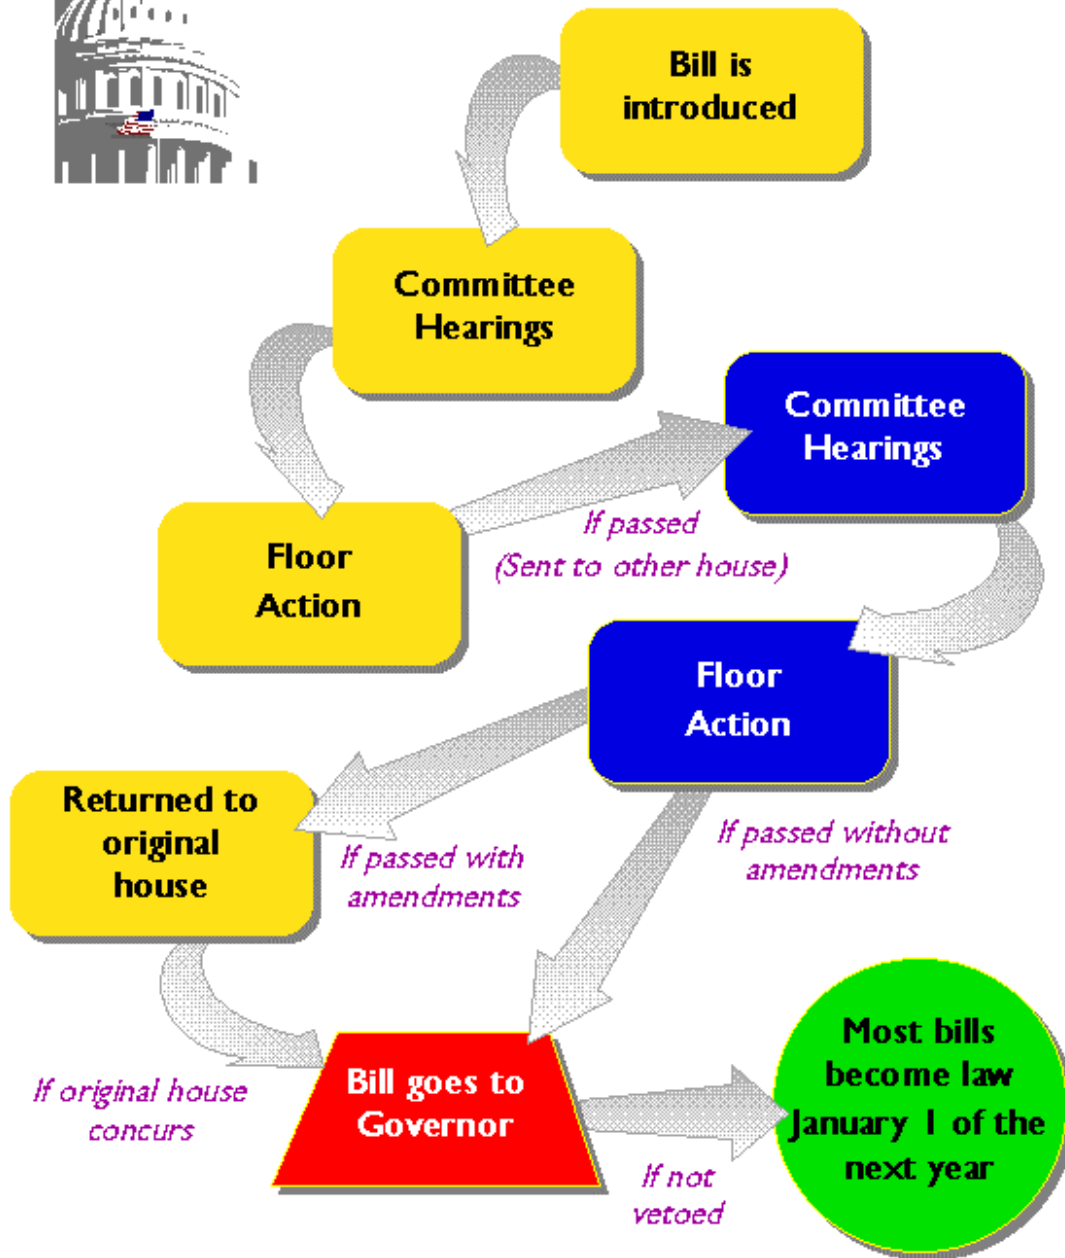 Bill is
introduced
Committee
Hearings
Committee
Hearings
If passed
(Sent to other house)
Floor
Action
Floor
Action
Returned to
original
house
If passed with
amendments
If passed without
amendments
If original house
concurs
Bill goes to
Governor
If not
vetoed
Most bills
become law
January 1 of the
next year